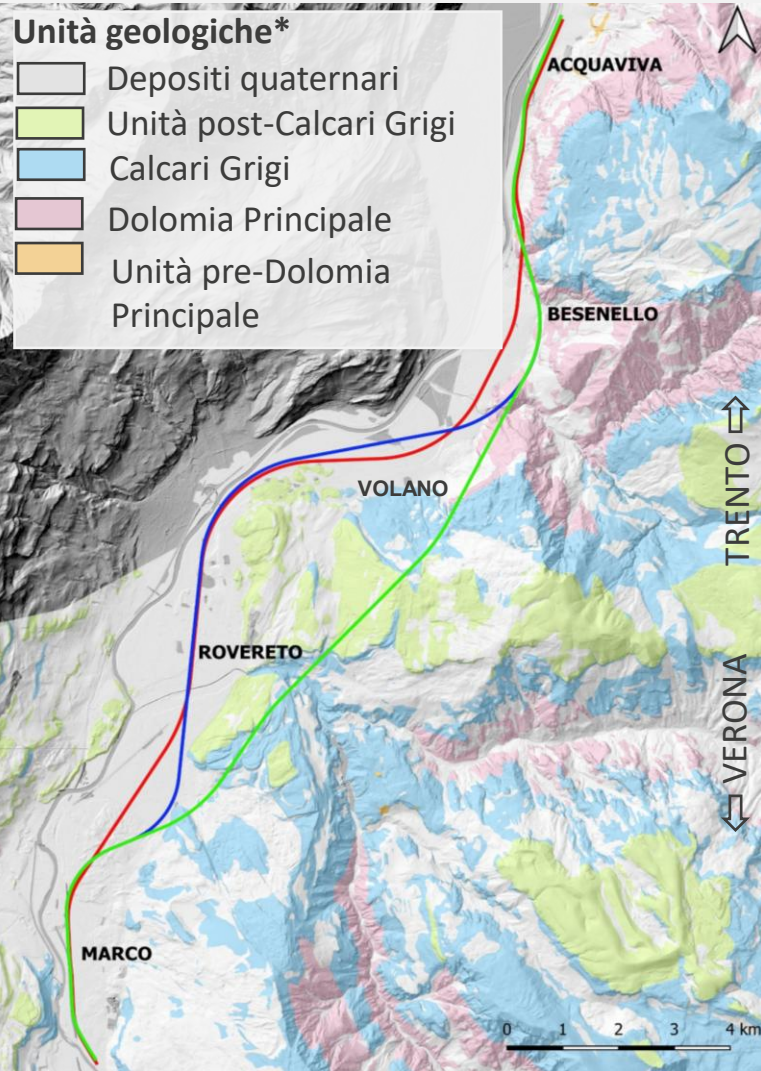 Unità geologiche*
Depositi quaternari
Unità post-Calcari Grigi
Calcari Grigi
Dolomia Principale
Unità pre-Dolomia
Principale
ACQUAVIVA
BESENELLO
TRENTO
VOLANO
ROVERETO
VERONA
MARCO
0 1 2 3 4 km